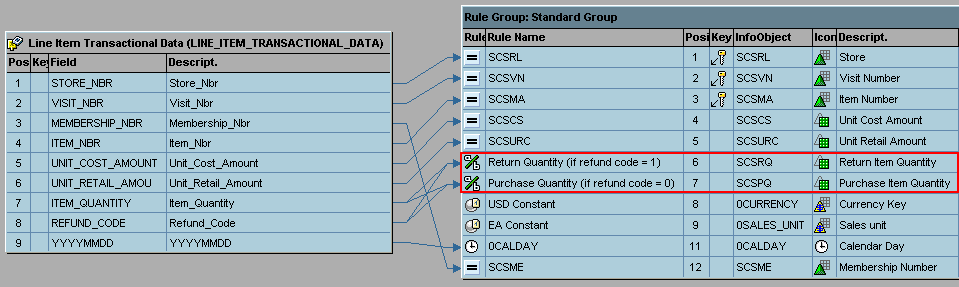 Rule Group: Standard Group
Line Item Transactional Data (LINE_ITEM_TRANSACTIONAL_DATA)
Pos Key Field Descript.
1 STORE_NBR Store_Nbr
2 VISIT_NBR Visit_Nbr
3 MEMBERSHIP_NBR Membership_Nbr
4 ITEM_NBR Item_Nbr
5 UNIT_COST_AMOUNT Unit_Cost_Amount
6 UNIT_RETAIL_AMOU Unit_Retail_Amount
7 ITEM_QUANTITY Item_Quantity
8 REFUND_CODE Refund_Code
9 YYYYMMDD YYYYMMDD
Rule Rule Name Posi Key InfoObject Icon Descript.
SCSRL 1 SCSRL Store
SCSVN 2 SCSVN Visit Number
SCSMA 3 SCSMA Item Number
SCSCS 4 SCSCS Unit Cost Amount
SCSURC 5 SCSURC Unit Retail Amount
Return Quantity (if refund code = 1) 6 SCSRQ Return Item Quantity
Purchase Quantity (if refund code = 0) 7 SCSPQ Purchase Item Quantity
USD Constant 8 0CURRENCY Currency Key
EA Constant 9 0SALES_UNIT Sales unit
0CALDAY 11 0CALDAY Calendar Day
SCSME 12 SCSME Membership Number